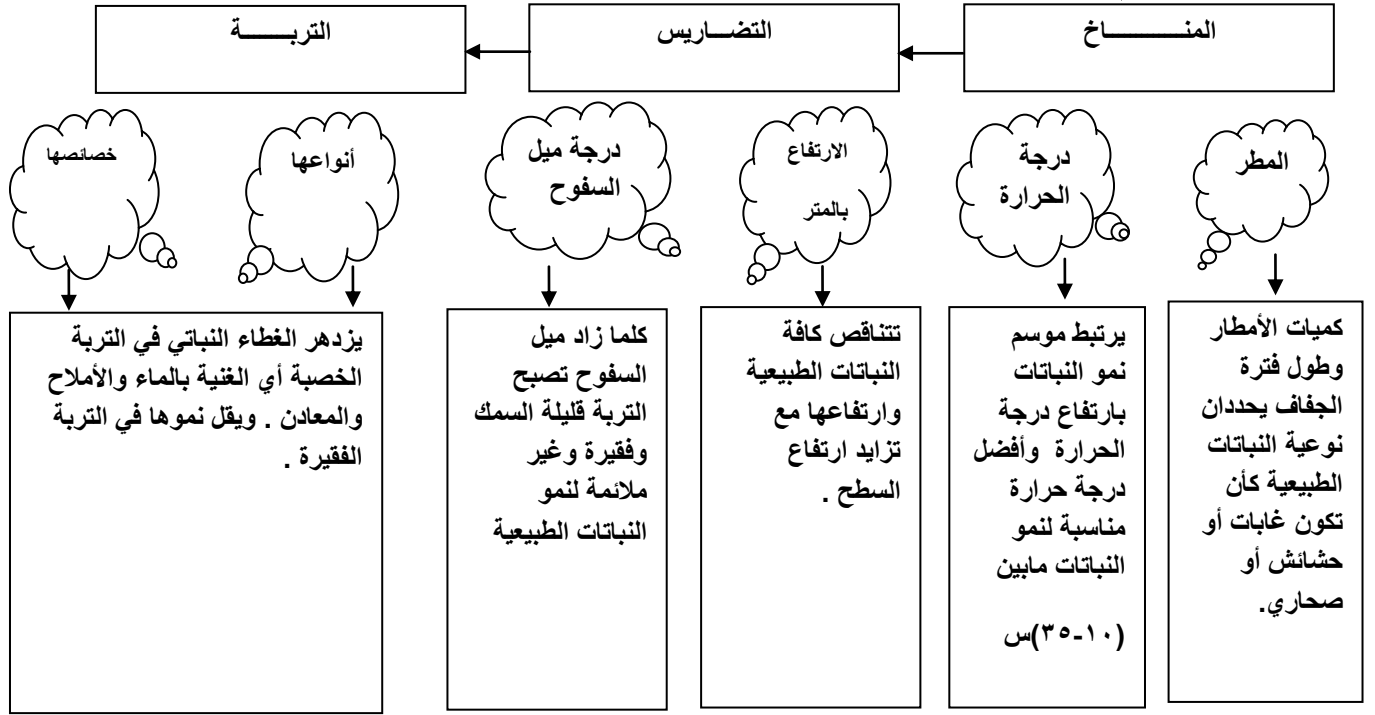 المنـــــــــــاخ
التضـــاريس
التربـــــــة
المطر
درجة
الحرارة
الارتفاع
بالمتر
درجة ميل
السفوح
أنواعها
خصائصها
كميات الأمطار
وطول فترة
الجفاف يحددان
نوعية النباتات
الطبيعية كأن
تكون غابات أو
حشائش أو
صحاري.
يرتبط موسم
نمو النباتات
بارتفاع درجة
الحرارة وأفضل
درجة حرارة
مناسبة لنمو
النباتات مابين
(١٠-٣٥)س
تتناقص كافة
النباتات الطبيعية
وارتفاعها مع
تزايد ارتفاع
السطح .
كلما زاد ميل
السفوح تصبح
التربة قليلة السمك
وفقيرة وغير
ملائمة لنمو
النباتات الطبيعية
يزدهر الغطاء النباتي في التربة
الخصبة أي الغنية بالماء والأملاح
والمعادن . ويقل نموها في التربة
الفقيرة .